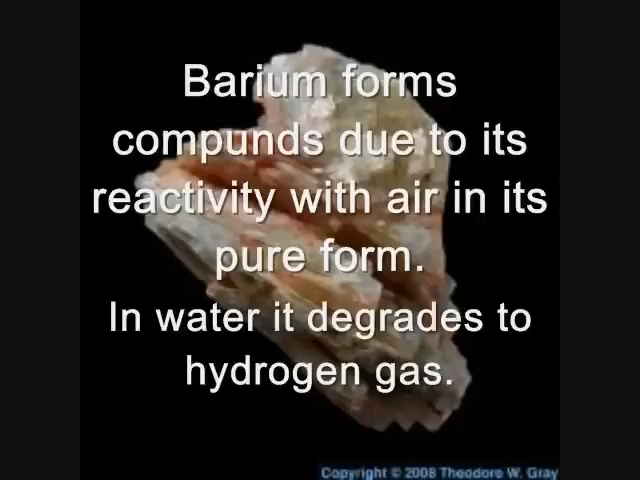 Barium forms
compunds due to its
reactivity with air in its
pure form.
In water it degrades to
hydrogen gas.
Copyright © 2008 Theodore W. Gray